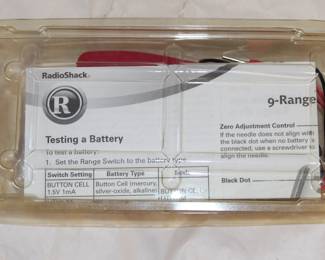 RadioShack®
R
Testing a Battery
To test a battery:
1. Set the Range Switch to the battery type
Switch Setting Battery Type
BUTTON CELL Button Cell (mercury, BUTTON CE
1.5V 1mA silver-oxide, alkaline)
9-Range
Zero Adjustment Control
If the needle does not align with
the black dot when no battery is
connected, use a screwdriver to
align the needle.
Black Dot